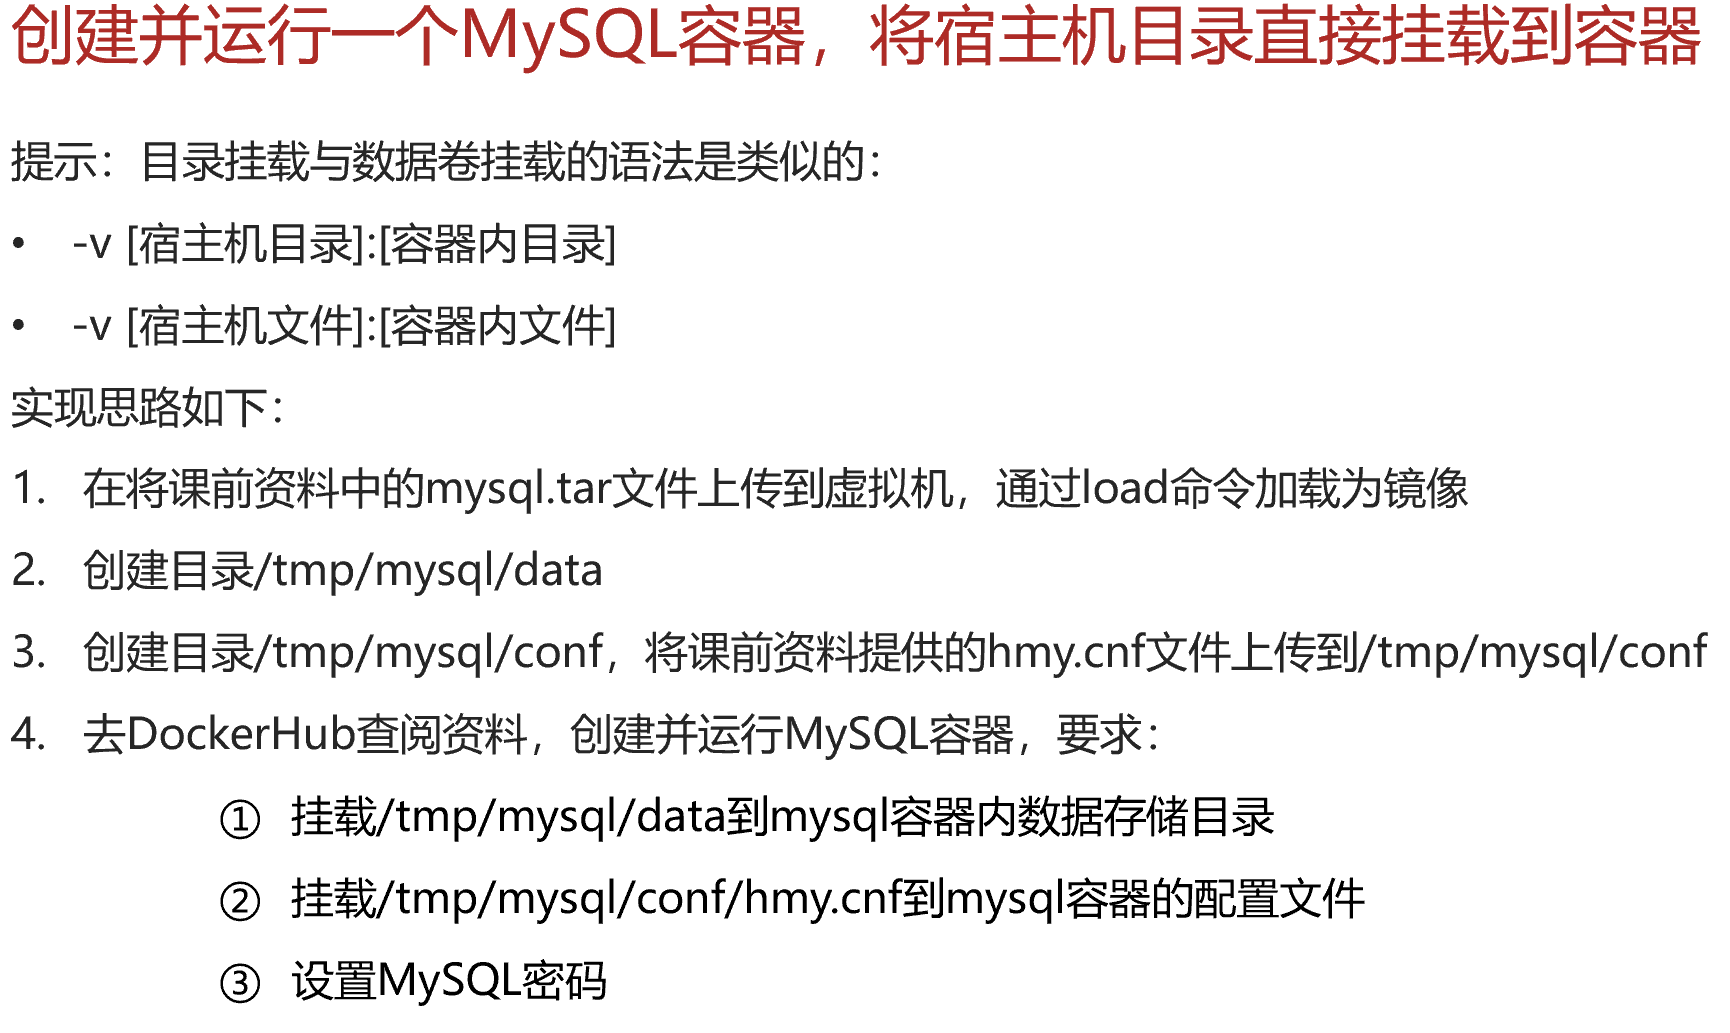 创建并运行一个MySQL容器，将宿主机目录直接挂载到容器
提示：目录挂载与数据卷挂载的语法是类似的：
• -v [宿主机目录]:[容器内目录]
• -v [宿主机文件]:[容器内文件]
实现思路如下：
1. 在将课前资料中的mysql.tar文件上传到虚拟机，通过load命令加载为镜像
2. 创建目录/tmp/mysql/data
3. 创建目录/tmp/mysql/conf，将课前资料提供的hmy.cnf文件上传到/tmp/mysql/conf
4. 去DockerHub查阅资料，创建并运行MySQL容器，要求：
① 挂载/tmp/mysql/data到mysql容器内数据存储目录
② 挂载/tmp/mysql/conf/hmy.cnf到mysql容器的配置文件
③ 设置MySQL密码